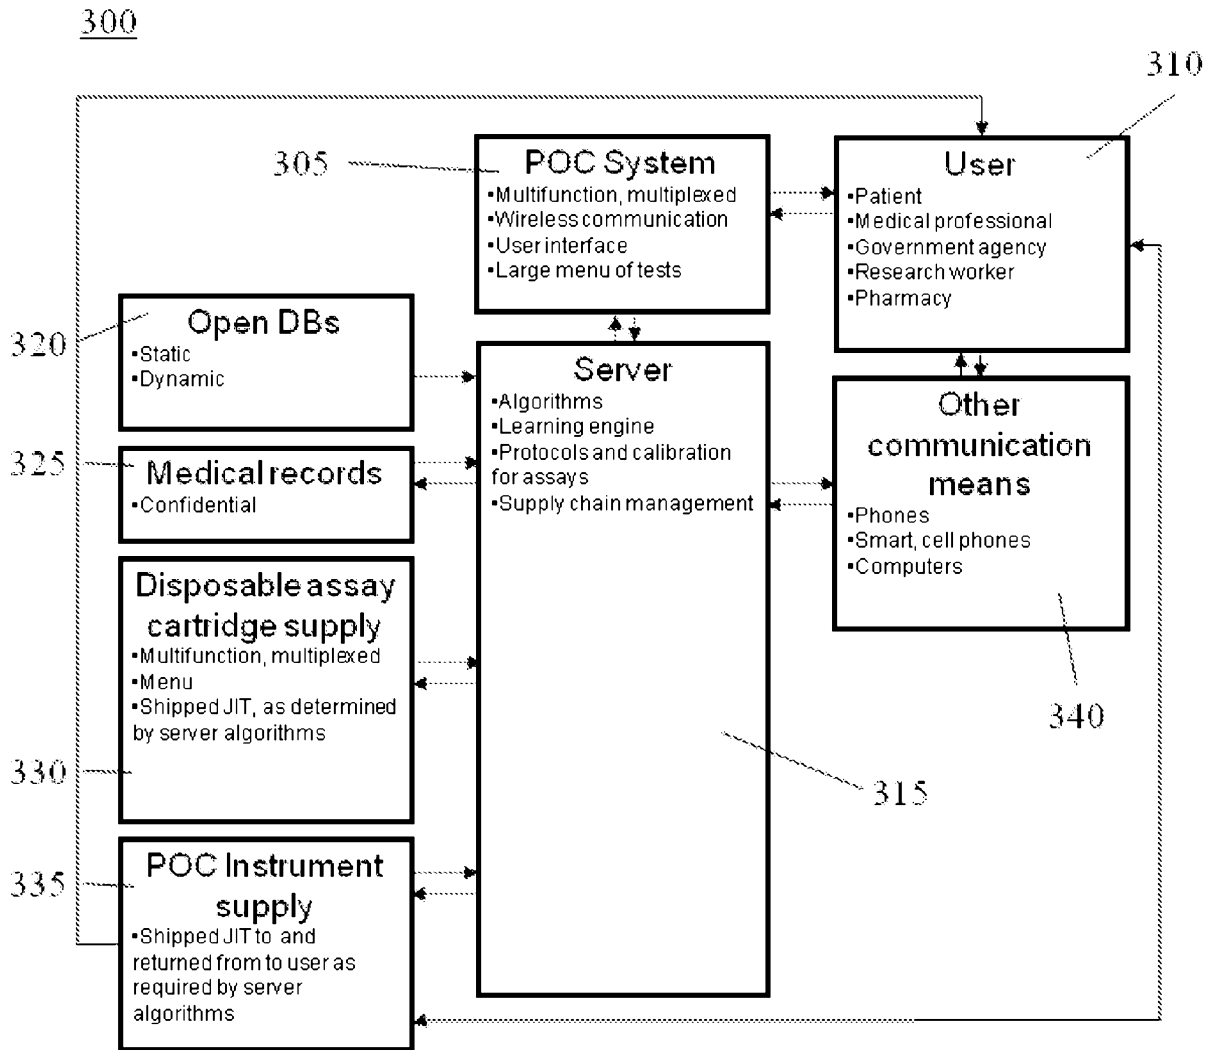 300
310
305
POC System
▪Multifunction, multiplexed
▪Wireless communication
▪User interface
▪Large menu of tests
User
▪Patient
▪Medical professional
▪Government agency
▪Research worker
▪Pharmacy
320
Open DBs
▪Static
▪Dynamic
325
Medical records
▪Confidential
Server
▪Algorithms
▪Learning engine
▪Protocols and calibration
for assays
▪Supply chain management
Other
communication
means
▪Phones
▪Smart, cell phones
▪Computers
340
Disposable assay
cartridge supply
▪Multifunction, multiplexed
▪Menu
▪Shipped JIT, as determined
by server algorithms
330
315
335
POC Instrument
supply
▪Shipped JIT to and
returned from to user as
required by server
algorithms